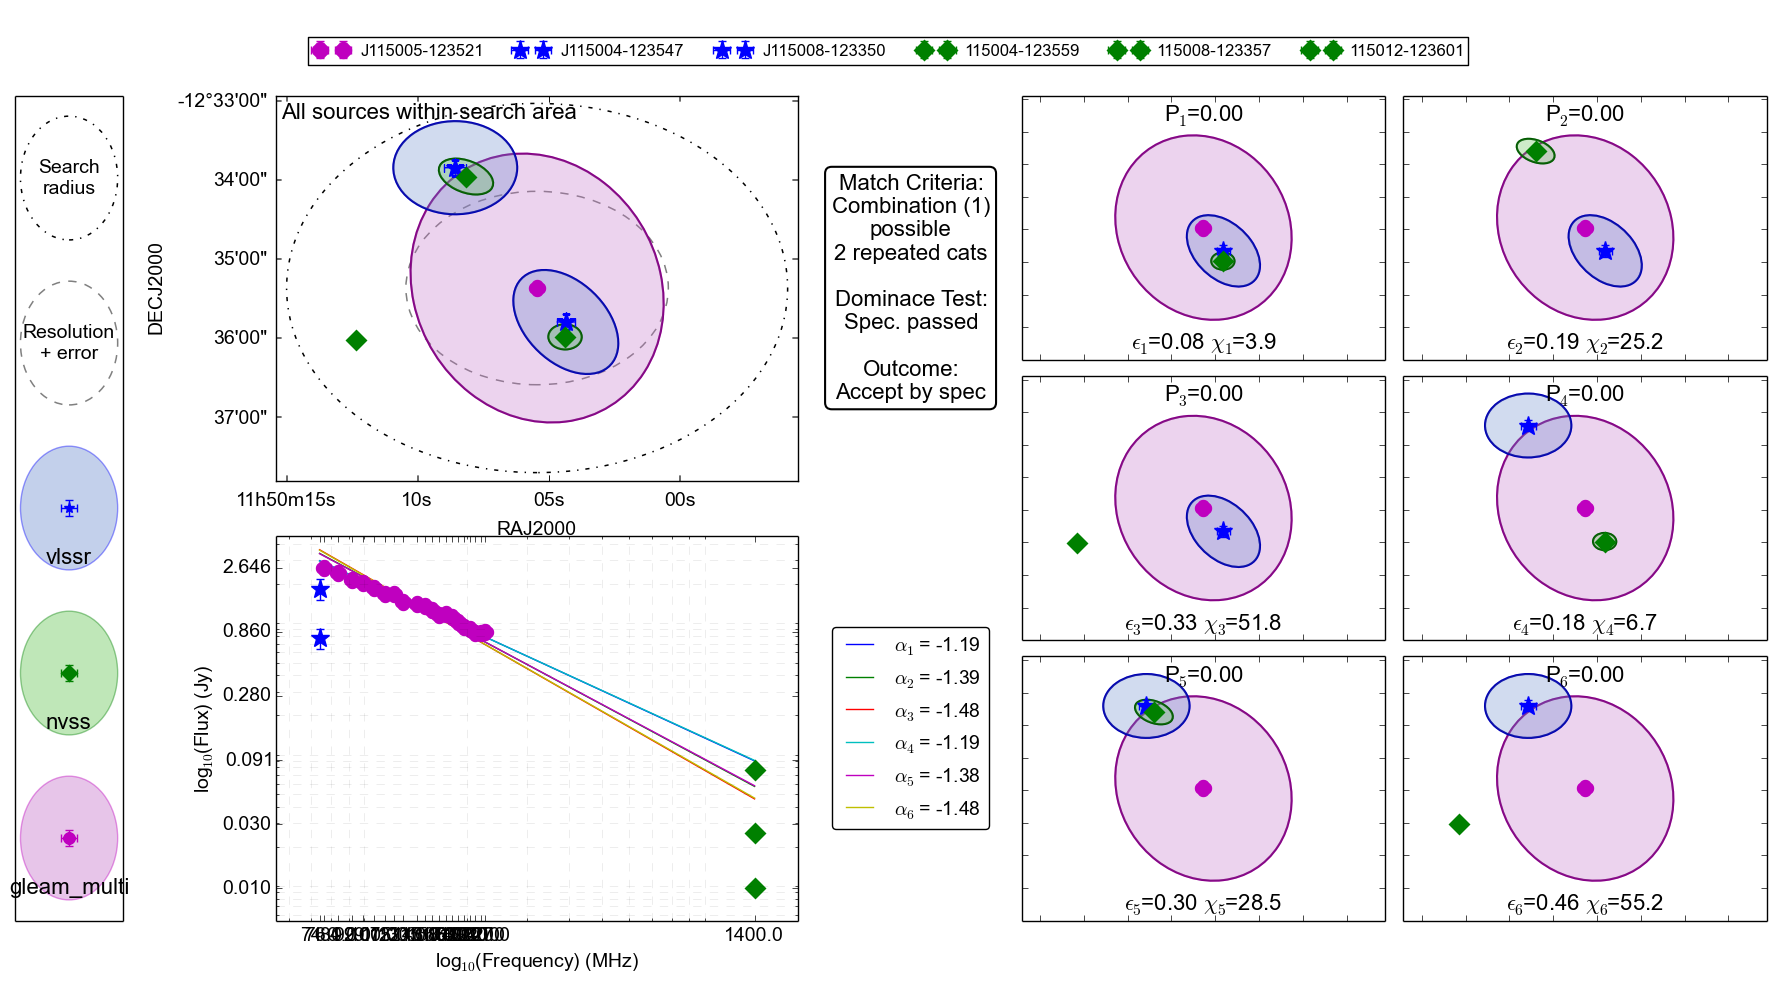 J115005-123521 J115004-123547 J115008-123350 115004-123559 115008-123357 115012-123601
Search
radius
Resolution
+ error
vlssr
nvss
gleam_multi
All sources within search area
-12°33'00"
34'00"
35'00"
36'00"
37'00"
DECJ2000
11h50m15s 10s 05s 00s
RAJ2000
Match Criteria:
Combination (1)
possible
2 repeated cats
Dominace Test:
Spec. passed
Outcome:
Accept by spec
2.646
0.860
0.280
0.091
0.030
0.010
log₁₀(Flux) (Jy)
1400.0
log₁₀(Frequency) (MHz)
α₁ = -1.19
α₂ = -1.39
α₃ = -1.48
α₄ = -1.19
α₅ = -1.38
α₆ = -1.48
P₁=0.00
ϵ₁=0.08 χ₁=3.9
P₂=0.00
ϵ₂=0.19 χ₂=25.2
P₃=0.00
ϵ₃=0.33 χ₃=51.8
P₄=0.00
ϵ₄=0.18 χ₄=6.7
P₅=0.00
ϵ₅=0.30 χ₅=28.5
P₆=0.00
ϵ₆=0.46 χ₆=55.2